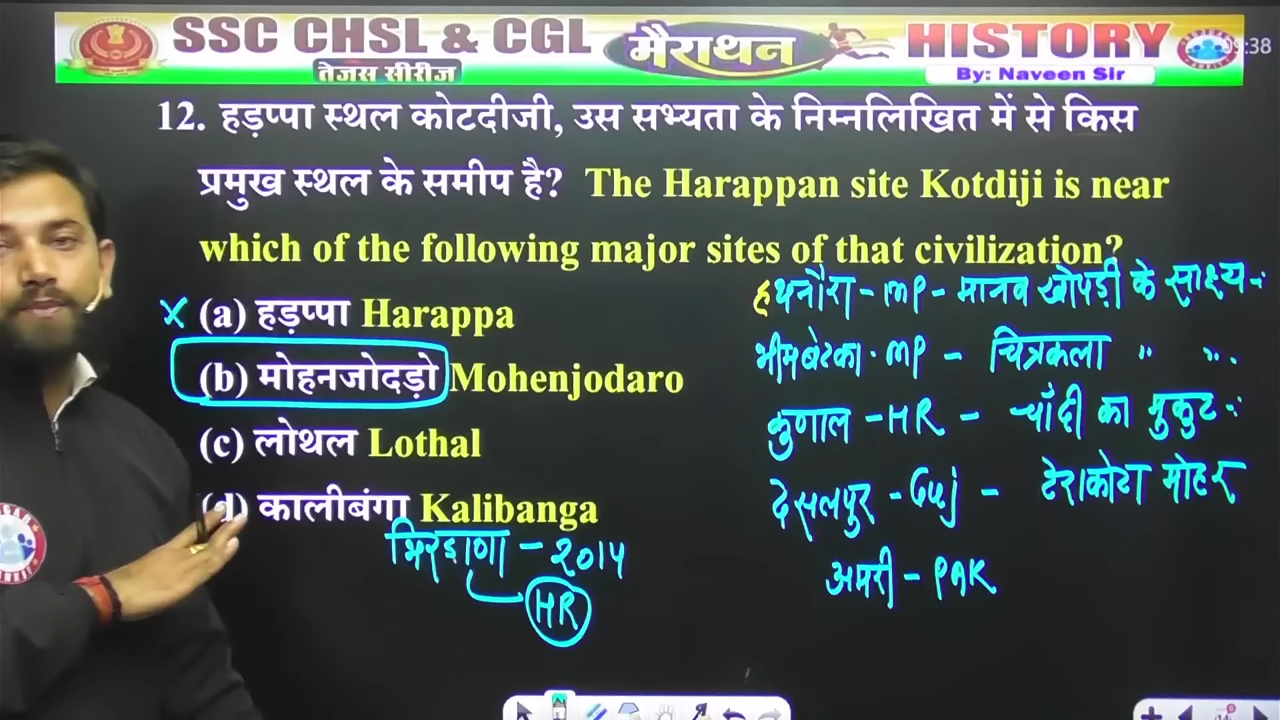 SSC CHSL & CGL
तेजस सीरीज
मैराथन
HISTORY
By: Naveen Sir
:38
12. हड़प्पा स्थल कोटदीजी, उस सभ्यता के निम्नलिखित में से किस
प्रमुख स्थल के समीप है? The Harappan site Kotdiji is near
which of the following major sites of that civilization?
x (a) हड़प्पा Harappa
(b) मोहनजोदड़ो Mohenjodaro
(c) लोथल Lothal
(d) कालीबंगा Kalibanga
भिरडाणा - 2014
HR
हथनौरा - MP - मानव खोपड़ी के साक्ष्य
भीमबेटका - MP - चित्रकला " "
कुणाल - HR - चाँदी का मुकुट
देसलपुर - Guj - टेराकोटा मोहर
अमरी - PAK